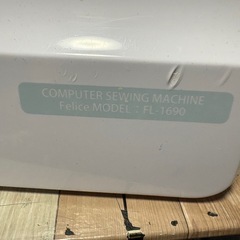 COMPUTER SEWING MACHINE
Felice.MODEL : FL-1690